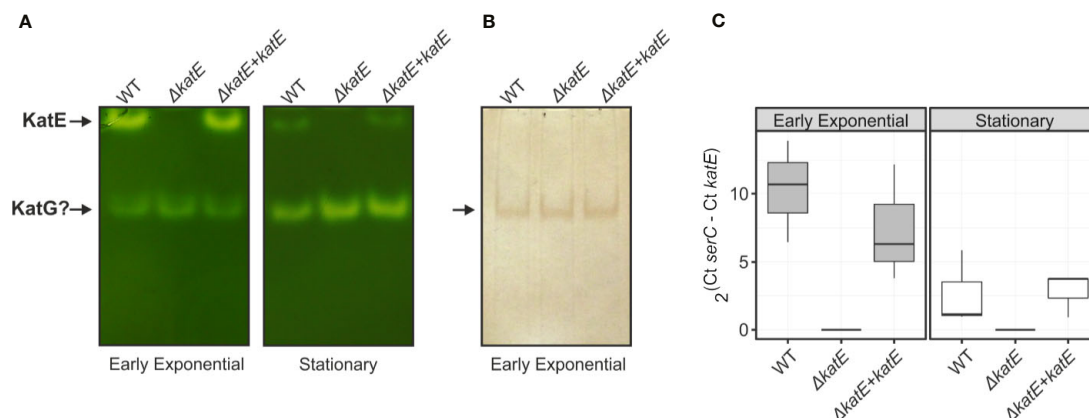 A
WT
ΔkatE
ΔkatE+katE
WT
ΔkatE
ΔkatE+katE
KatE
KatG?
Early Exponential
Stationary
B
WT
ΔkatE
ΔkatE+katE
Early Exponential
C
Early Exponential
Stationary
2(Ct serC - Ct katE)
10
5
0
WT
ΔkatE
ΔkatE+katE
WT
ΔkatE
ΔkatE+katE